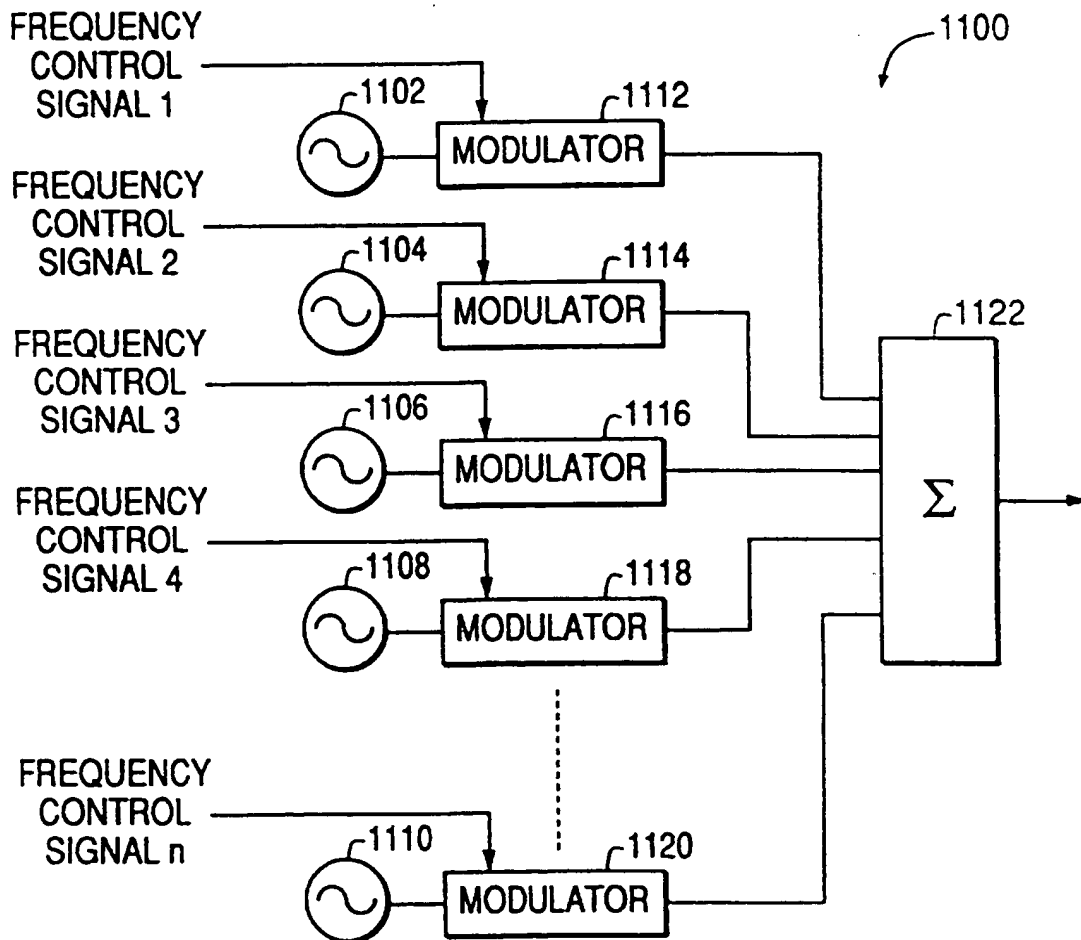 FREQUENCY
CONTROL
SIGNAL 1
1100
1102
1112
MODULATOR
FREQUENCY
CONTROL
SIGNAL 2
1104
1114
MODULATOR
1122
Σ
FREQUENCY
CONTROL
SIGNAL 3
1106
1116
MODULATOR
FREQUENCY
CONTROL
SIGNAL 4
1108
1118
MODULATOR
FREQUENCY
CONTROL
SIGNAL n
1110
1120
MODULATOR